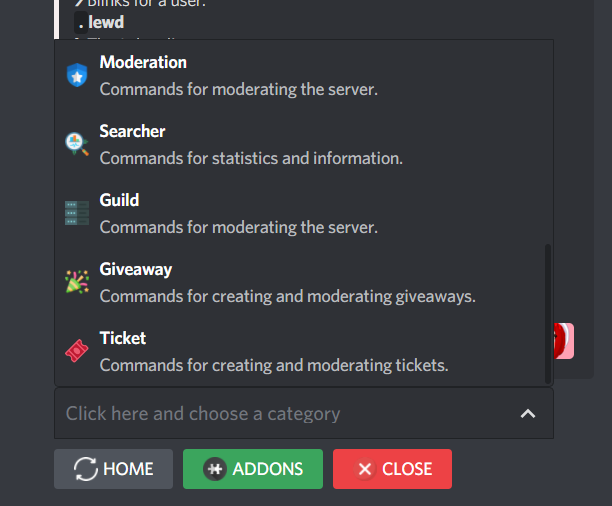 Blinks for a user.
.lewd
Moderation
Commands for moderating the server.
Searcher
Commands for statistics and information.
Guild
Commands for moderating the server.
Giveaway
Commands for creating and moderating giveaways.
Ticket
Commands for creating and moderating tickets.
Click here and choose a category
HOME ADDONS CLOSE